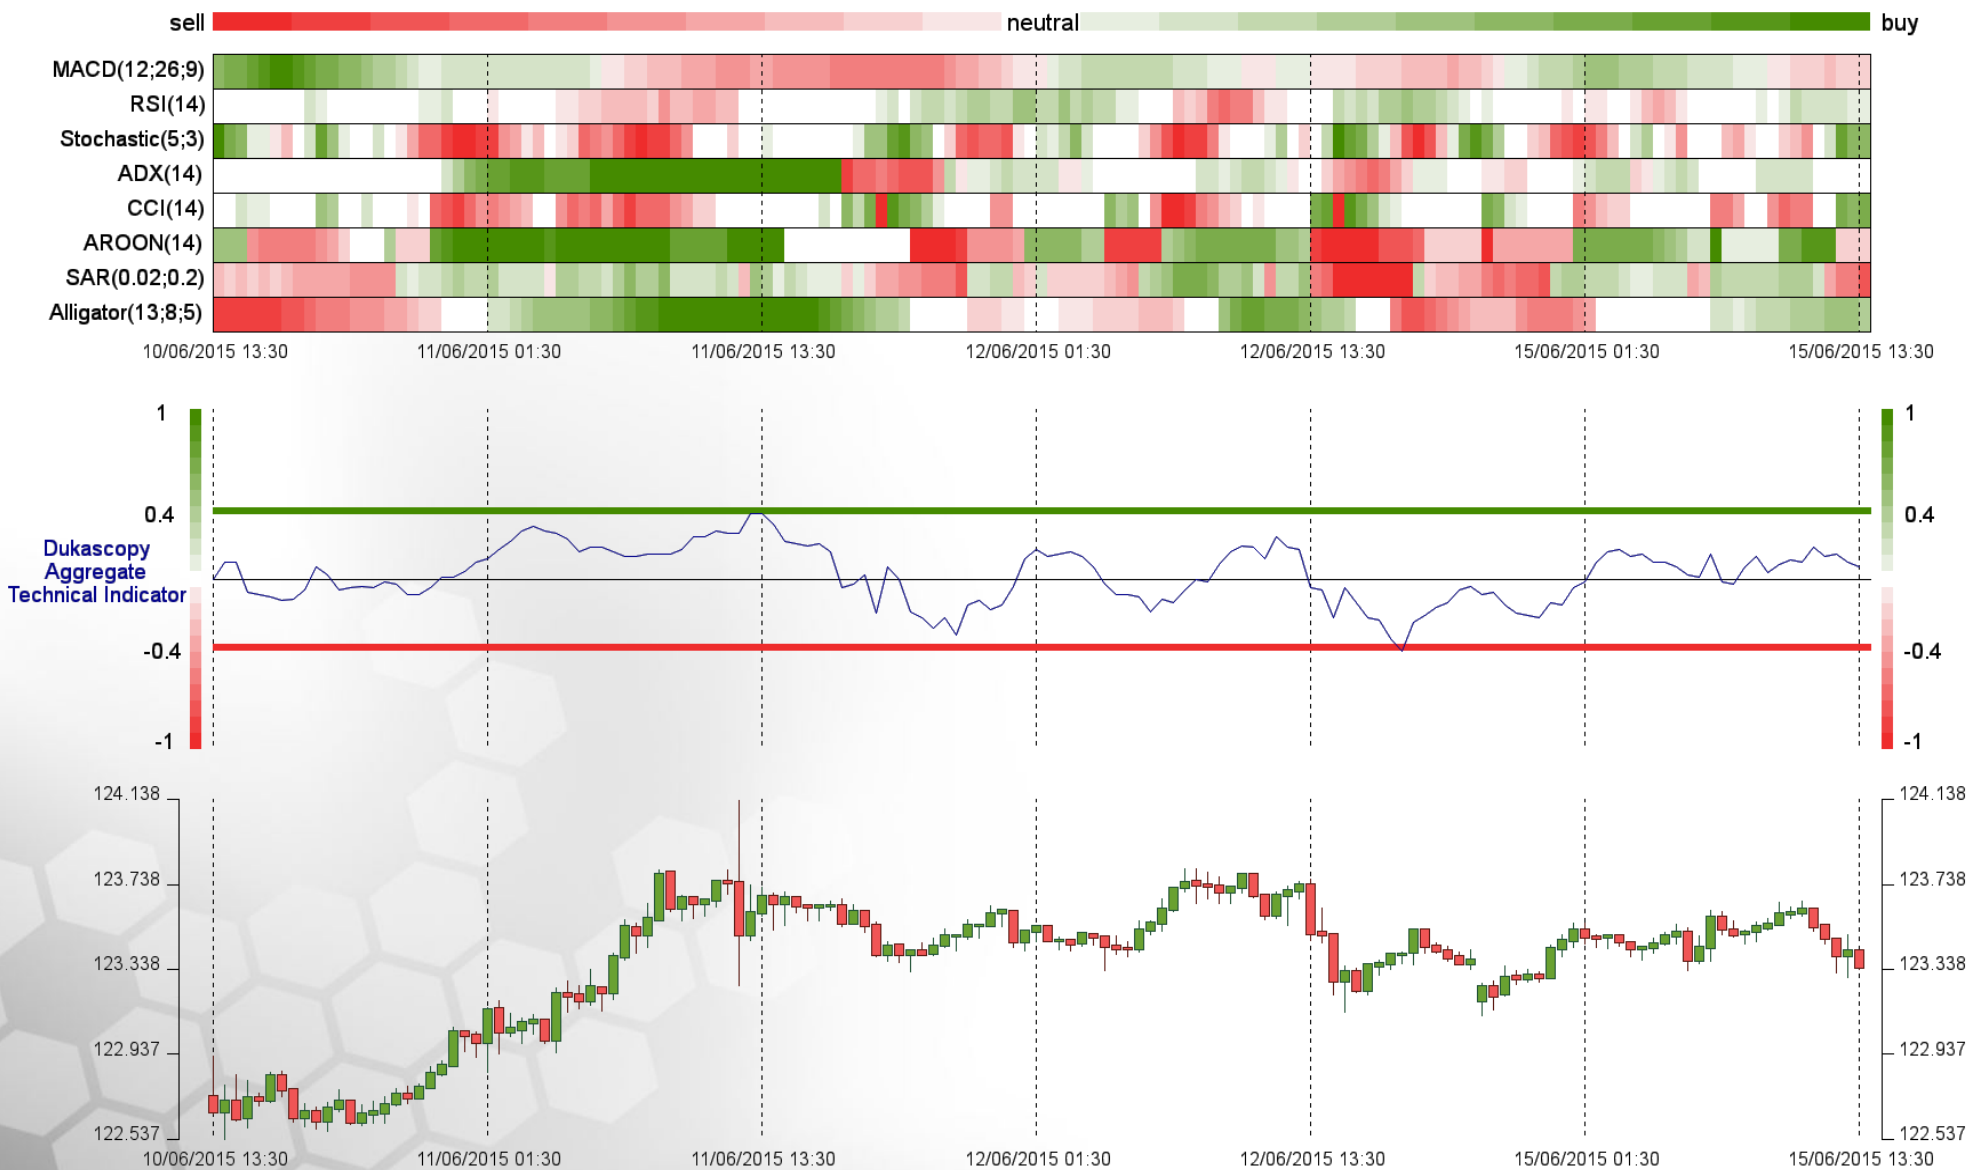 sell neutral buy
MACD(12;26;9)
RSI(14)
Stochastic(5;3)
ADX(14)
CCI(14)
AROON(14)
SAR(0.02;0.2)
Alligator(13;8;5)
10/06/2015 13:30 11/06/2015 01:30 11/06/2015 13:30 12/06/2015 01:30 12/06/2015 13:30 15/06/2015 01:30 15/06/2015 13:30
1 1
0.4 0.4
Dukascopy
Aggregate
Technical Indicator
-0.4 -0.4
-1 -1
124.138 124.138
123.738 123.738
123.338 123.338
122.937 122.937
122.537 122.537
10/06/2015 13:30 11/06/2015 01:30 11/06/2015 13:30 12/06/2015 01:30 12/06/2015 13:30 15/06/2015 01:30 15/06/2015 13:30